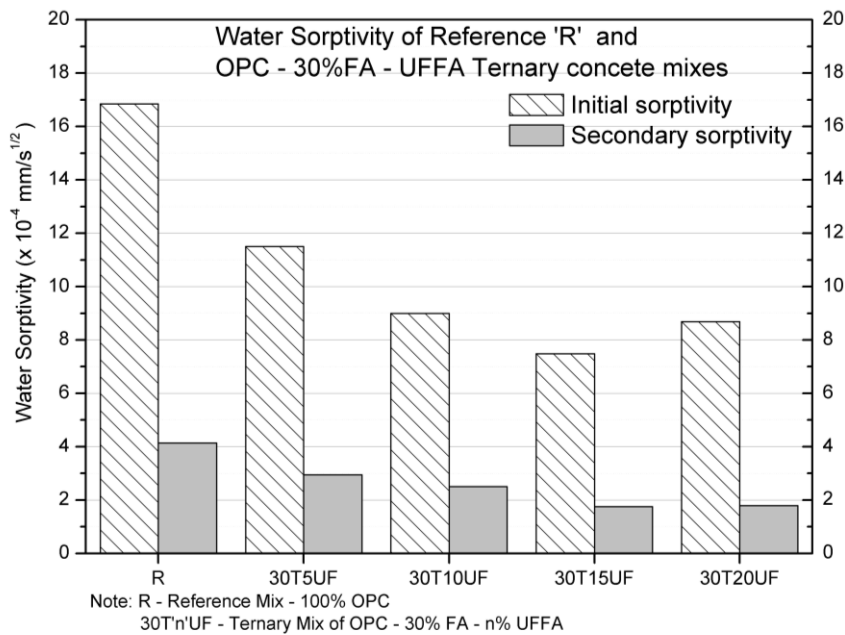 Water Sorptivity of Reference 'R' and
OPC - 30%FA - UFFA Ternary concete mixes
Initial sorptivity
Secondary sorptivity
Water Sorptivity (x 10⁻⁴ mm/s¹/²)
20
18
16
14
12
10
8
6
4
2
0
20
18
16
14
12
10
8
6
4
2
0
R 30T5UF 30T10UF 30T15UF 30T20UF
Note: R - Reference Mix - 100% OPC
30T'n'UF - Ternary Mix of OPC - 30% FA - n% UFFA